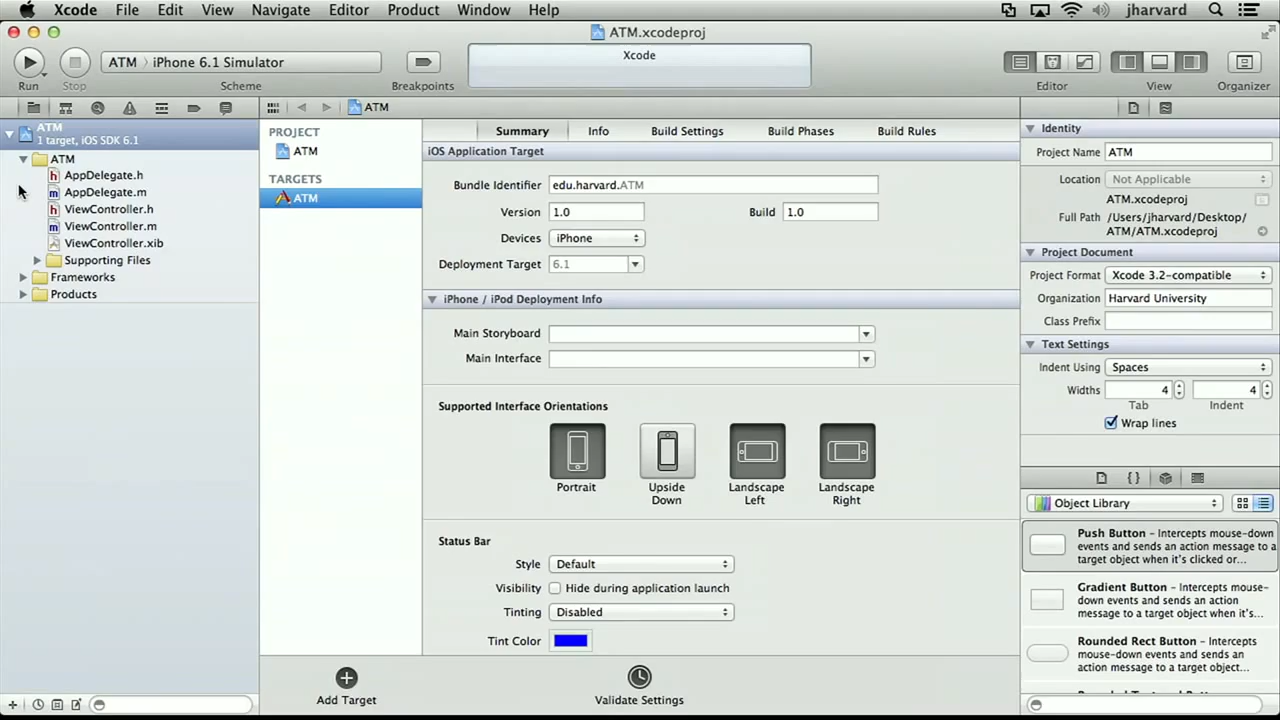 Xcode File Edit View Navigate Editor Product Window Help jharvard
ATM.xcodeproj
ATM iPhone 6.1 Simulator
Xcode
Run Stop Scheme Breakpoints Editor View Organizer
ATM
1 target, iOS SDK 6.1
ATM
AppDelegate.h
AppDelegate.m
ViewController.h
ViewController.m
ViewController.xib
Supporting Files
Frameworks
Products
ATM
PROJECT
ATM
TARGETS
ATM
Summary Info Build Settings Build Phases Build Rules
iOS Application Target
Bundle Identifier edu.harvard.ATM
Version 1.0 Build 1.0
Devices iPhone
Deployment Target 6.1
iPhone / iPod Deployment Info
Main Storyboard
Main Interface
Supported Interface Orientations
Portrait
Upside
Down
Landscape
Left
Landscape
Right
Status Bar
Style Default
Visibility Hide during application launch
Tinting Disabled
Tint Color
Add Target Validate Settings
Identity
Project Name ATM
Location Not Applicable
ATM.xcodeproj
Full Path /Users/jharvard/Desktop/
ATM/ATM.xcodeproj
Project Document
Project Format Xcode 3.2-compatible
Organization Harvard University
Class Prefix
Text Settings
Indent Using Spaces
Widths 4 4
Tab Indent
Wrap lines
{ }
Object Library
Push Button - Intercepts mouse-down
events and sends an action message to a
target object when it's clicked or...
Gradient Button - Intercepts mouse-
down events and sends an action
message to a target object when it's...
Rounded Rect Button - Intercepts
mouse-down events and sends an
action message to a target object...